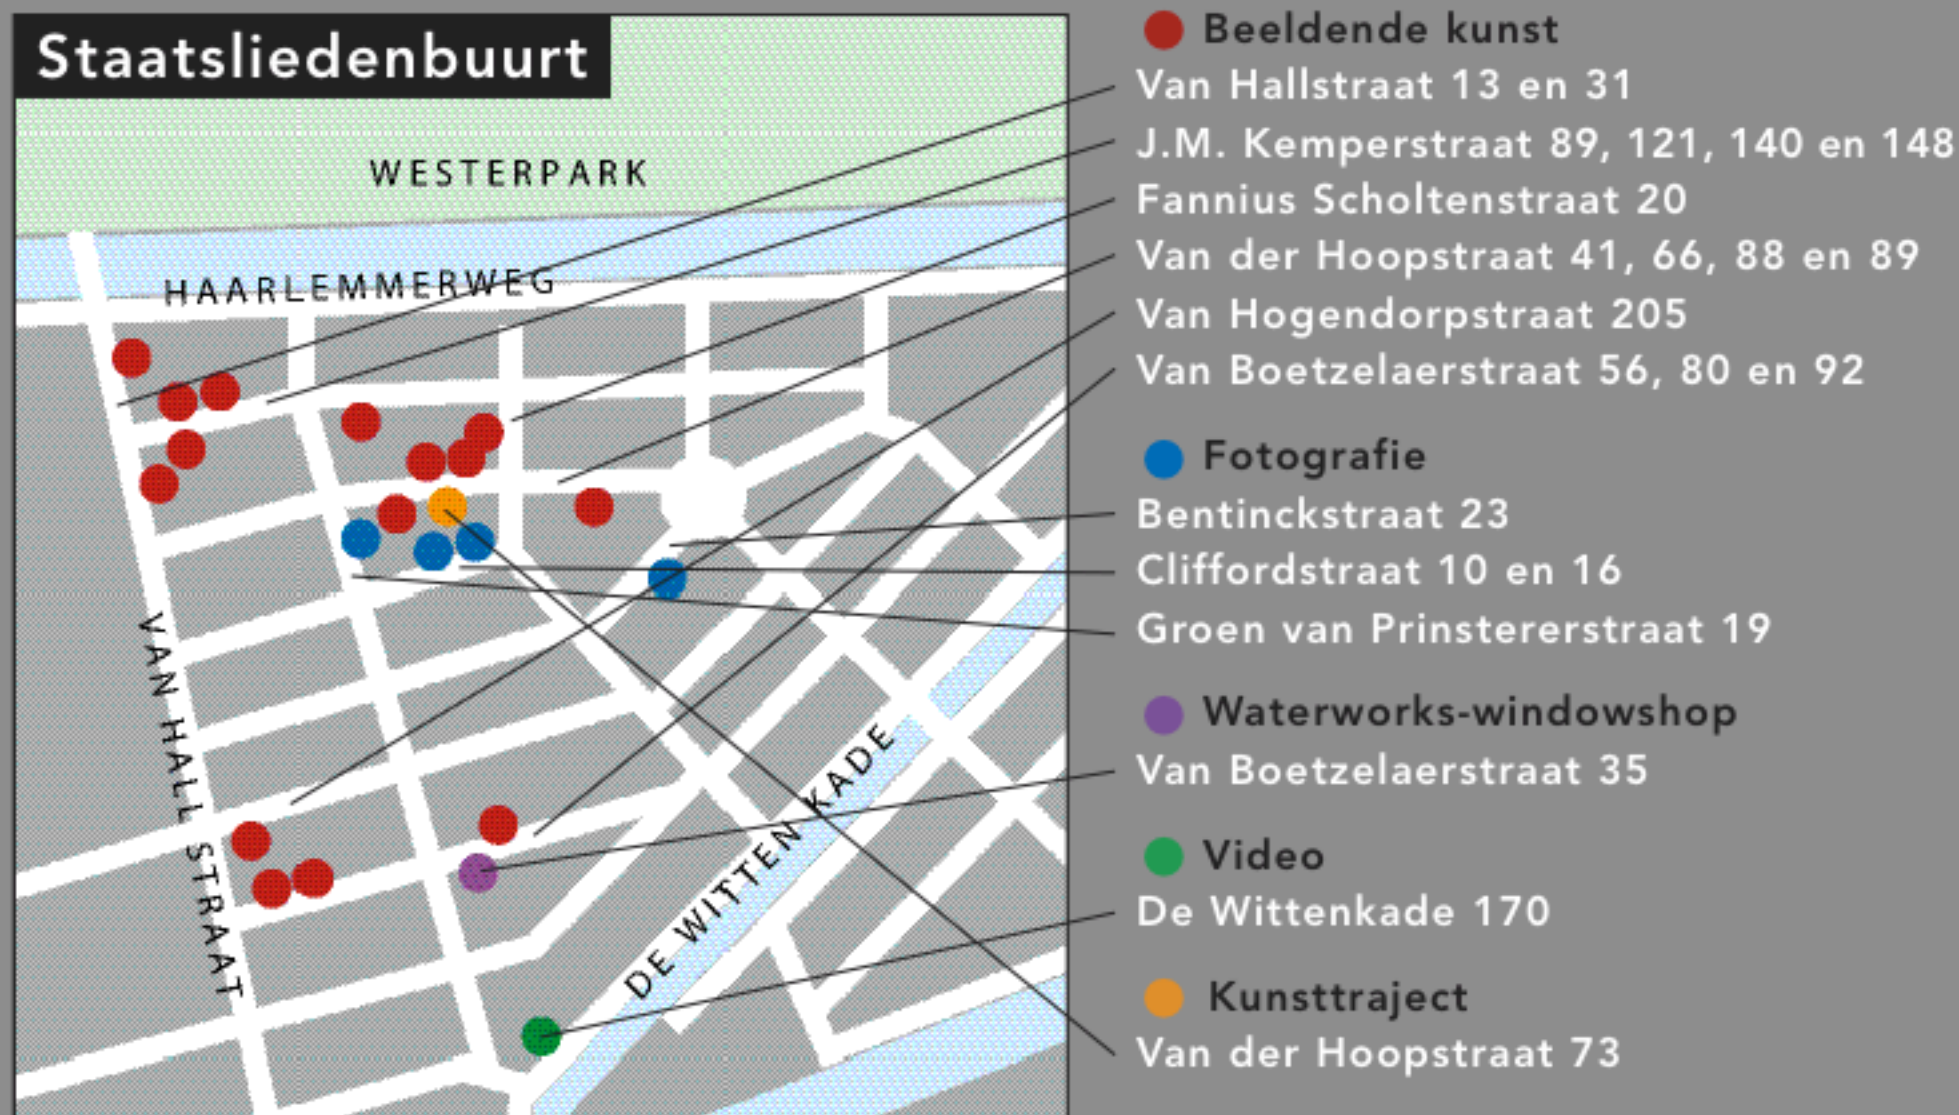 Staatsliedenbuurt
WESTERPARK
HAARLEMMERWEG
VAN HALL STRAAT
DE WITTEN KADE
Beeldende kunst
Van Hallstraat 13 en 31
J.M. Kemperstraat 89, 121, 140 en 148
Fannius Scholtenstraat 20
Van der Hoopstraat 41, 66, 88 en 89
Van Hogendorpstraat 205
Van Boetzelaerstraat 56, 80 en 92
Fotografie
Bentinckstraat 23
Cliffordstraat 10 en 16
Groen van Prinstererstraat 19
Waterworks-windowshop
Van Boetzelaerstraat 35
Video
De Wittenkade 170
Kunsttraject
Van der Hoopstraat 73